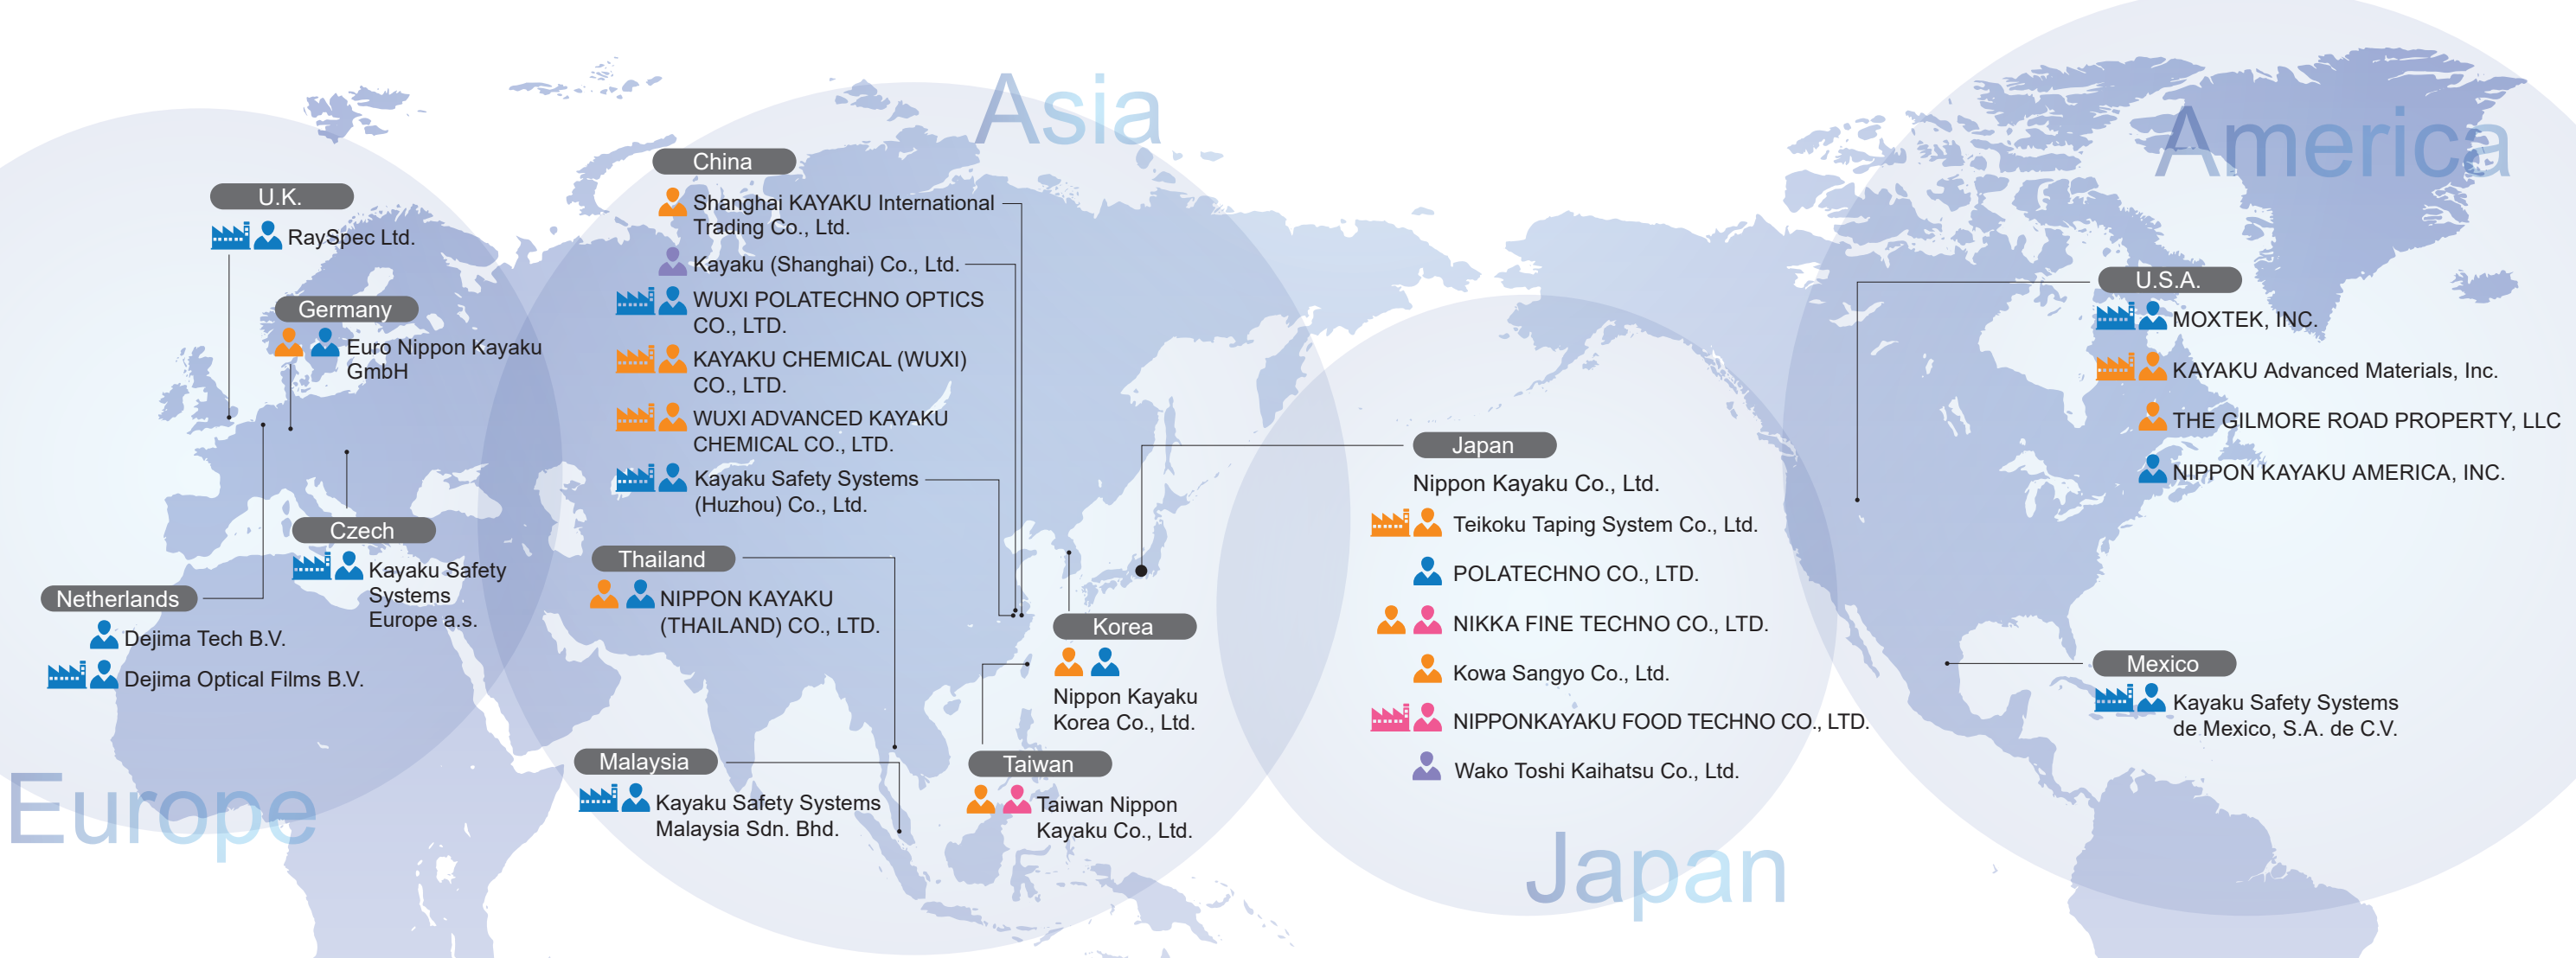 Europe
U.K.
RaySpec Ltd.
Germany
Euro Nippon Kayaku
GmbH
Czech
Kayaku Safety
Systems
Europe a.s.
Netherlands
Dejima Tech B.V.
Dejima Optical Films B.V.
Asia
China
Shanghai KAYAKU International
Trading Co., Ltd.
Kayaku (Shanghai) Co., Ltd.
WUXI POLATECHNO OPTICS
CO., LTD.
KAYAKU CHEMICAL (WUXI)
CO., LTD.
WUXI ADVANCED KAYAKU
CHEMICAL CO., LTD.
Kayaku Safety Systems
(Huzhou) Co., Ltd.
Thailand
NIPPON KAYAKU
(THAILAND) CO., LTD.
Malaysia
Kayaku Safety Systems
Malaysia Sdn. Bhd.
Korea
Nippon Kayaku
Korea Co., Ltd.
Taiwan
Taiwan Nippon
Kayaku Co., Ltd.
Japan
Japan
Nippon Kayaku Co., Ltd.
Teikoku Taping System Co., Ltd.
POLATECHNO CO., LTD.
NIKKA FINE TECHNO CO., LTD.
Kowa Sangyo Co., Ltd.
NIPPONKAYAKU FOOD TECHNO CO., LTD.
Wako Toshi Kaihatsu Co., Ltd.
America
U.S.A.
MOXTEK, INC.
KAYAKU Advanced Materials, Inc.
THE GILMORE ROAD PROPERTY, LLC
NIPPON KAYAKU AMERICA, INC.
Mexico
Kayaku Safety Systems
de Mexico, S.A. de C.V.